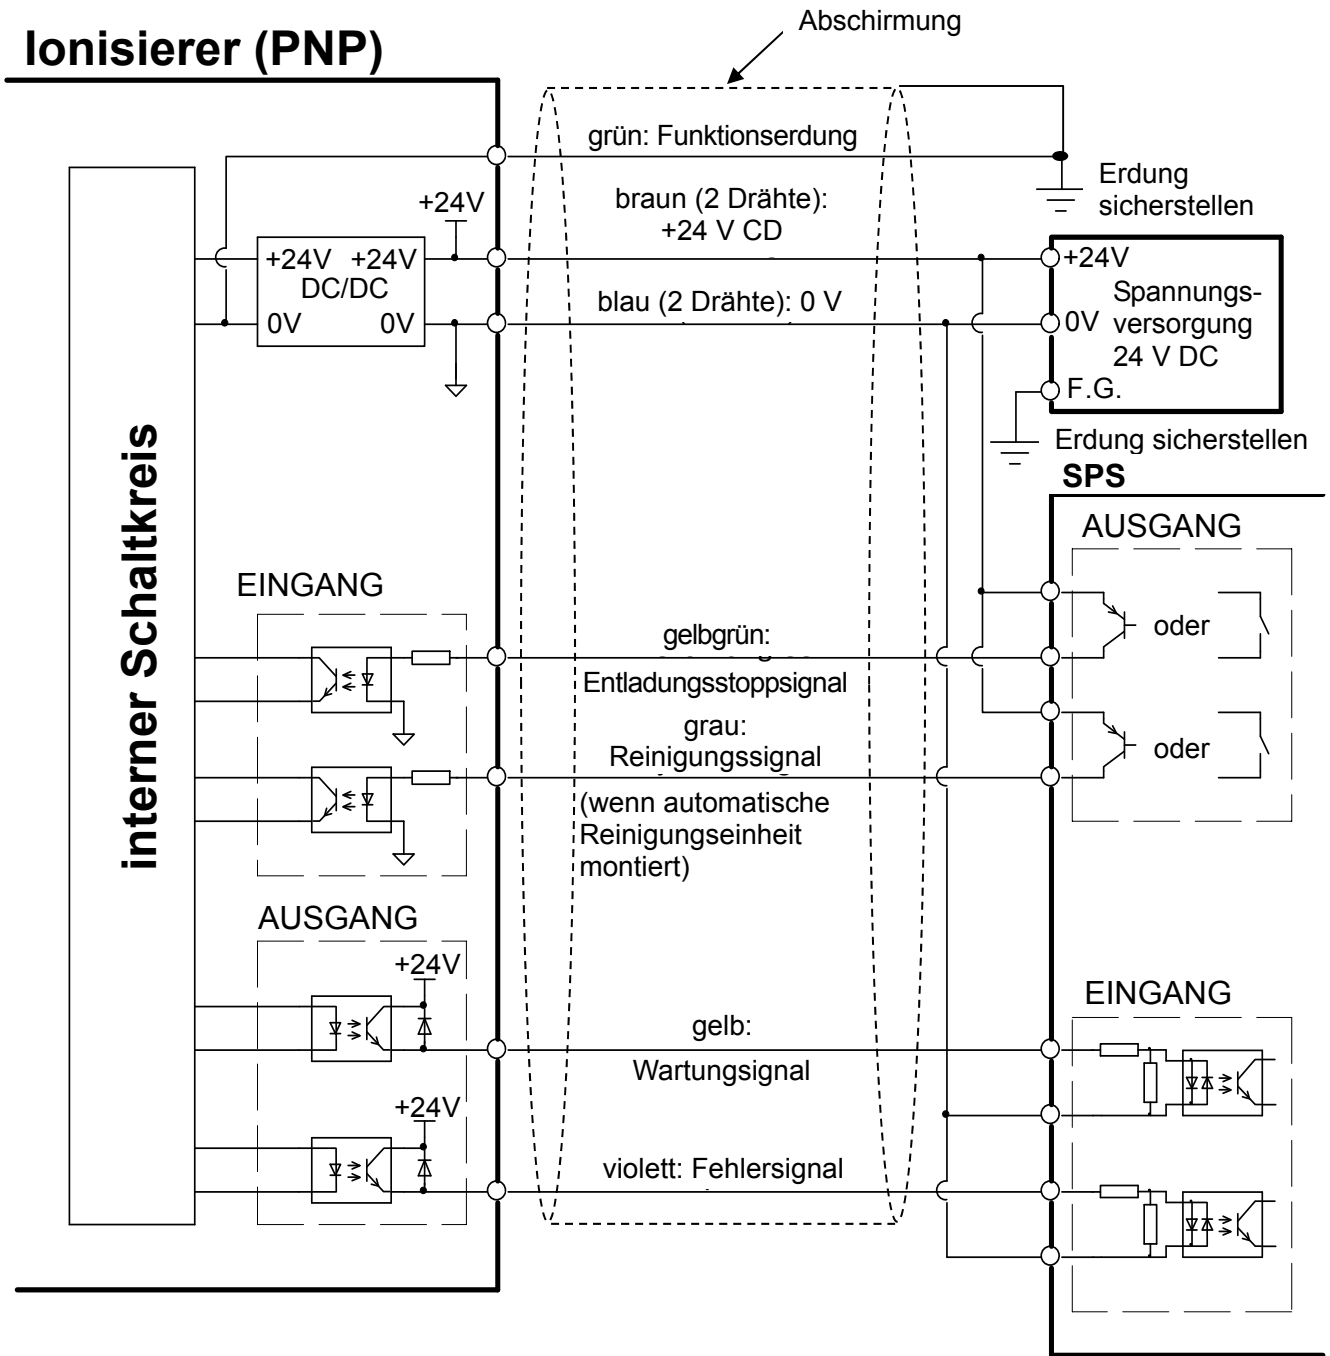 Abschirmung
Ionisierer (PNP)
grün: Funktionserdung
Erdung
sicherstellen
braun (2 Drähte):
+24 V CD
+24V
+24V +24V
DC/DC
0V 0V
blau (2 Drähte): 0 V
+24V
Spannungs-
0V versorgung
24 V DC
F.G.
Erdung sicherstellen
SPS
AUSGANG
interner Schaltkreis
EINGANG
gelbgrün:
Entladungsstoppsignal
oder
grau:
Reinigungssignal
oder
(wenn automatische
Reinigungseinheit
montiert)
AUSGANG
+24V
EINGANG
gelb:
Wartungsignal
+24V
violett: Fehlersignal